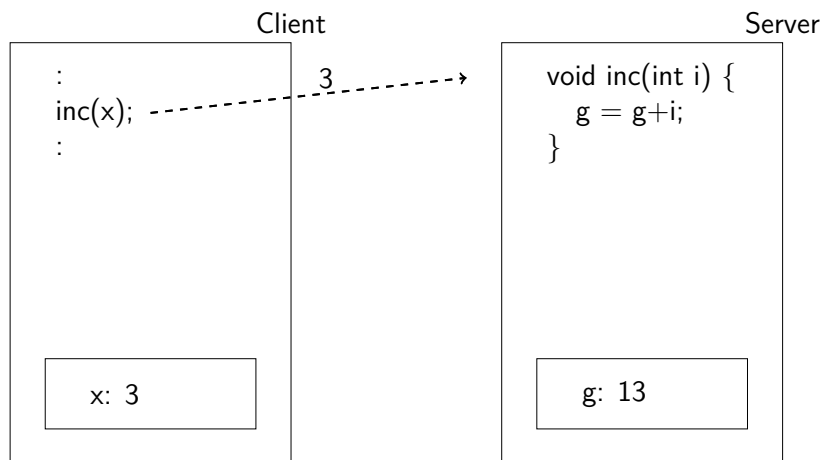 Client
Server
:
inc(x);
:
3
void inc(int i) {
g = g+i;
}
x: 3
g: 13